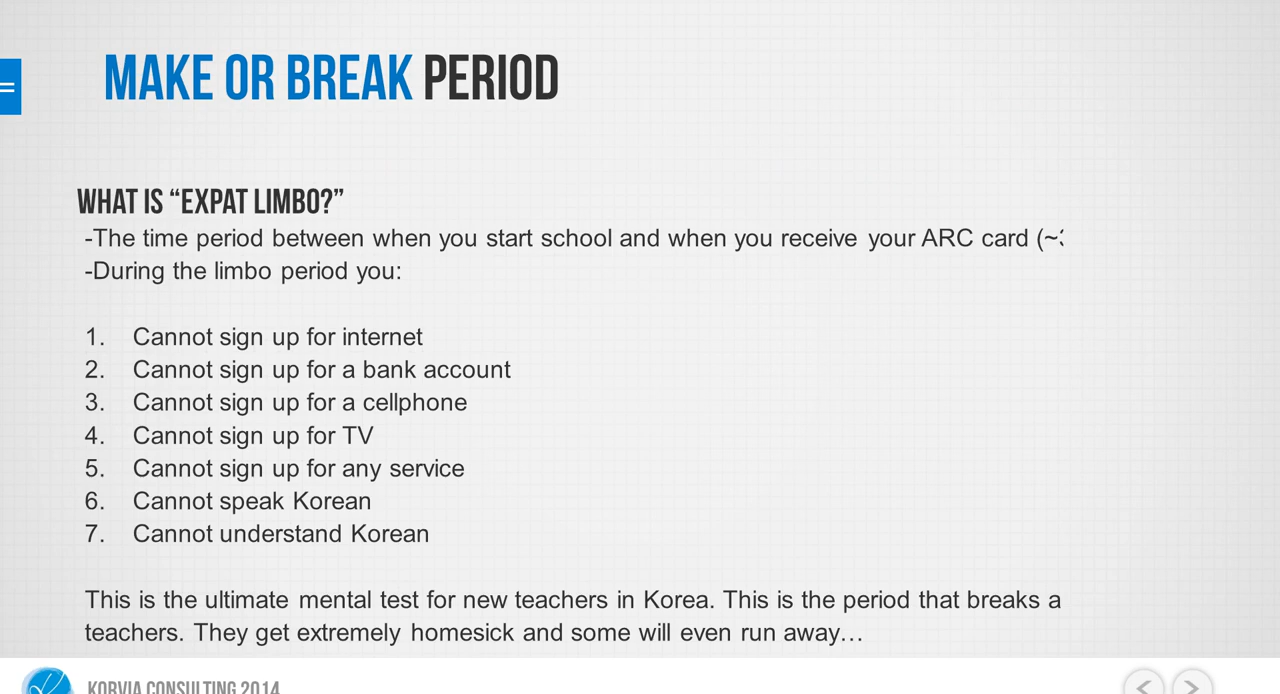 MAKE OR BREAK PERIOD
WHAT IS “EXPAT LIMBO?”
-The time period between when you start school and when you receive your ARC card (~
-During the limbo period you:
1. Cannot sign up for internet
2. Cannot sign up for a bank account
3. Cannot sign up for a cellphone
4. Cannot sign up for TV
5. Cannot sign up for any service
6. Cannot speak Korean
7. Cannot understand Korean
This is the ultimate mental test for new teachers in Korea. This is the period that breaks a
teachers. They get extremely homesick and some will even run away…
KORVIA CONSULTING 2014